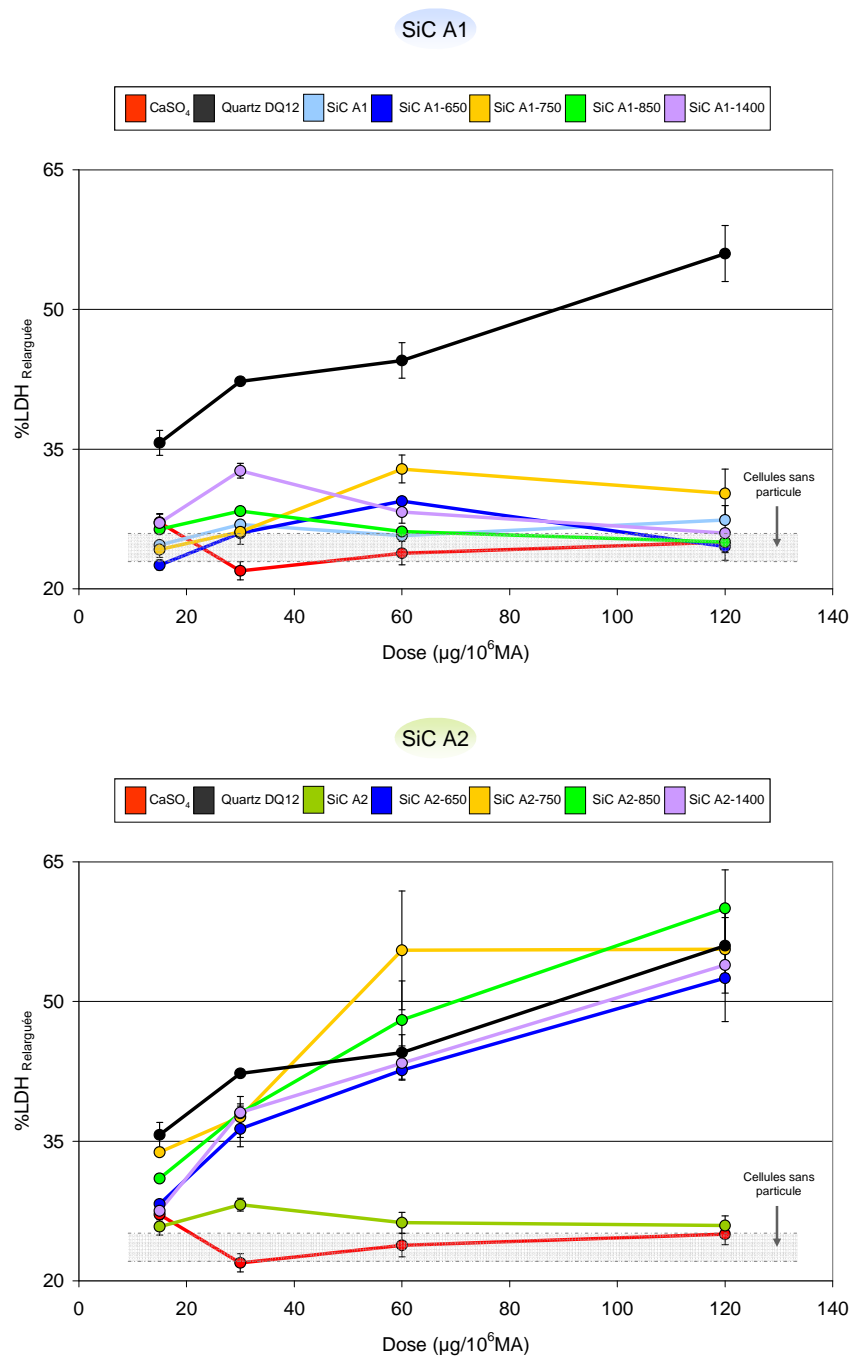 SiC A1
CaSO₄ Quartz DQ12 SiC A1 SiC A1-650 SiC A1-750 SiC A1-850 SiC A1-1400
65
50
35
20
%LDH Relarguée
Cellules sans
particule
0 20 40 60 80 100 120 140
Dose (µg/10⁶MA)
SiC A2
CaSO₄ Quartz DQ12 SiC A2 SiC A2-650 SiC A2-750 SiC A2-850 SiC A2-1400
65
50
35
20
%LDH Relarguée
Cellules sans
particule
0 20 40 60 80 100 120 140
Dose (µg/10⁶MA)